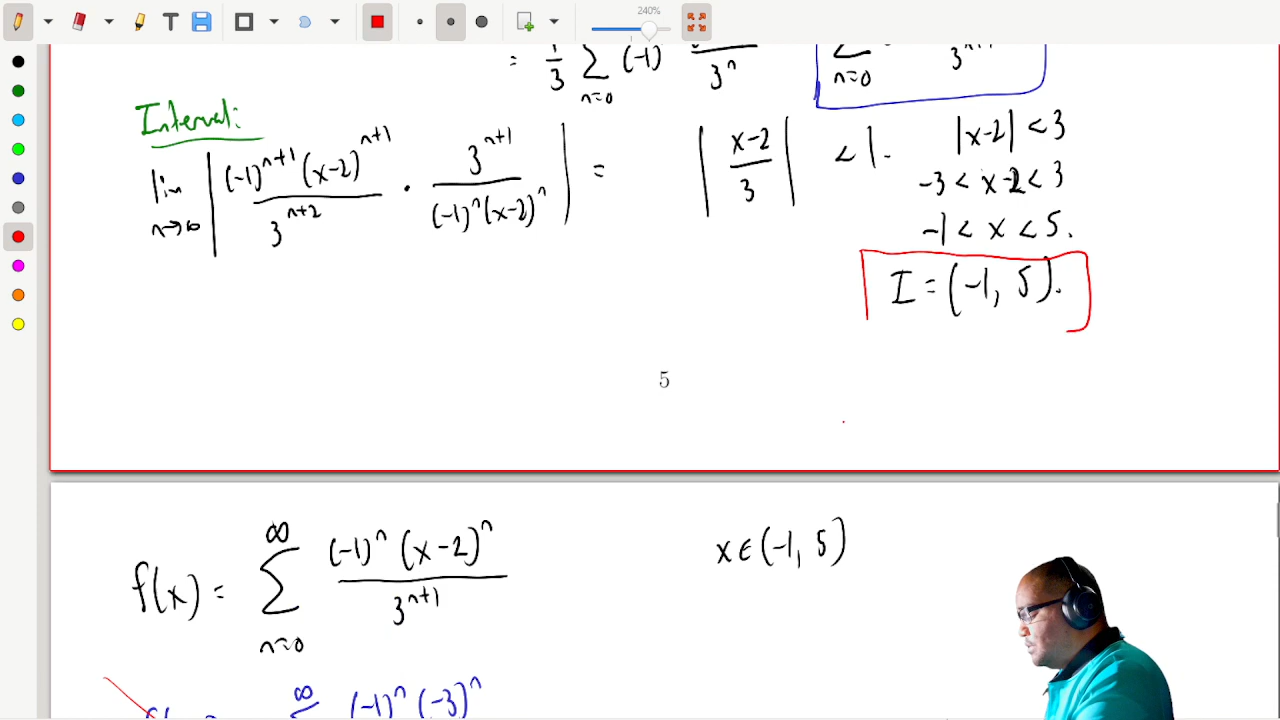 240%
= 1/3 ∑ n=0 (-1) 3^n
∑ n=0 3^{n+1}
Interval:
lim n→∞ | (-1)^{n+1} (x-2)^{n+1} / 3^{n+2} · 3^{n+1} / (-1)^n (x-2)^n | = | x-2 / 3 | < 1.
|x-2| < 3
-3 < x-2 < 3
-1 < x < 5.
I = (-1, 5).
5
f(x) = ∑ n=0 ∞ (-1)^n (x-2)^n / 3^{n+1} x ∈ (-1, 5)
∞ (-1)^n (-3)^n